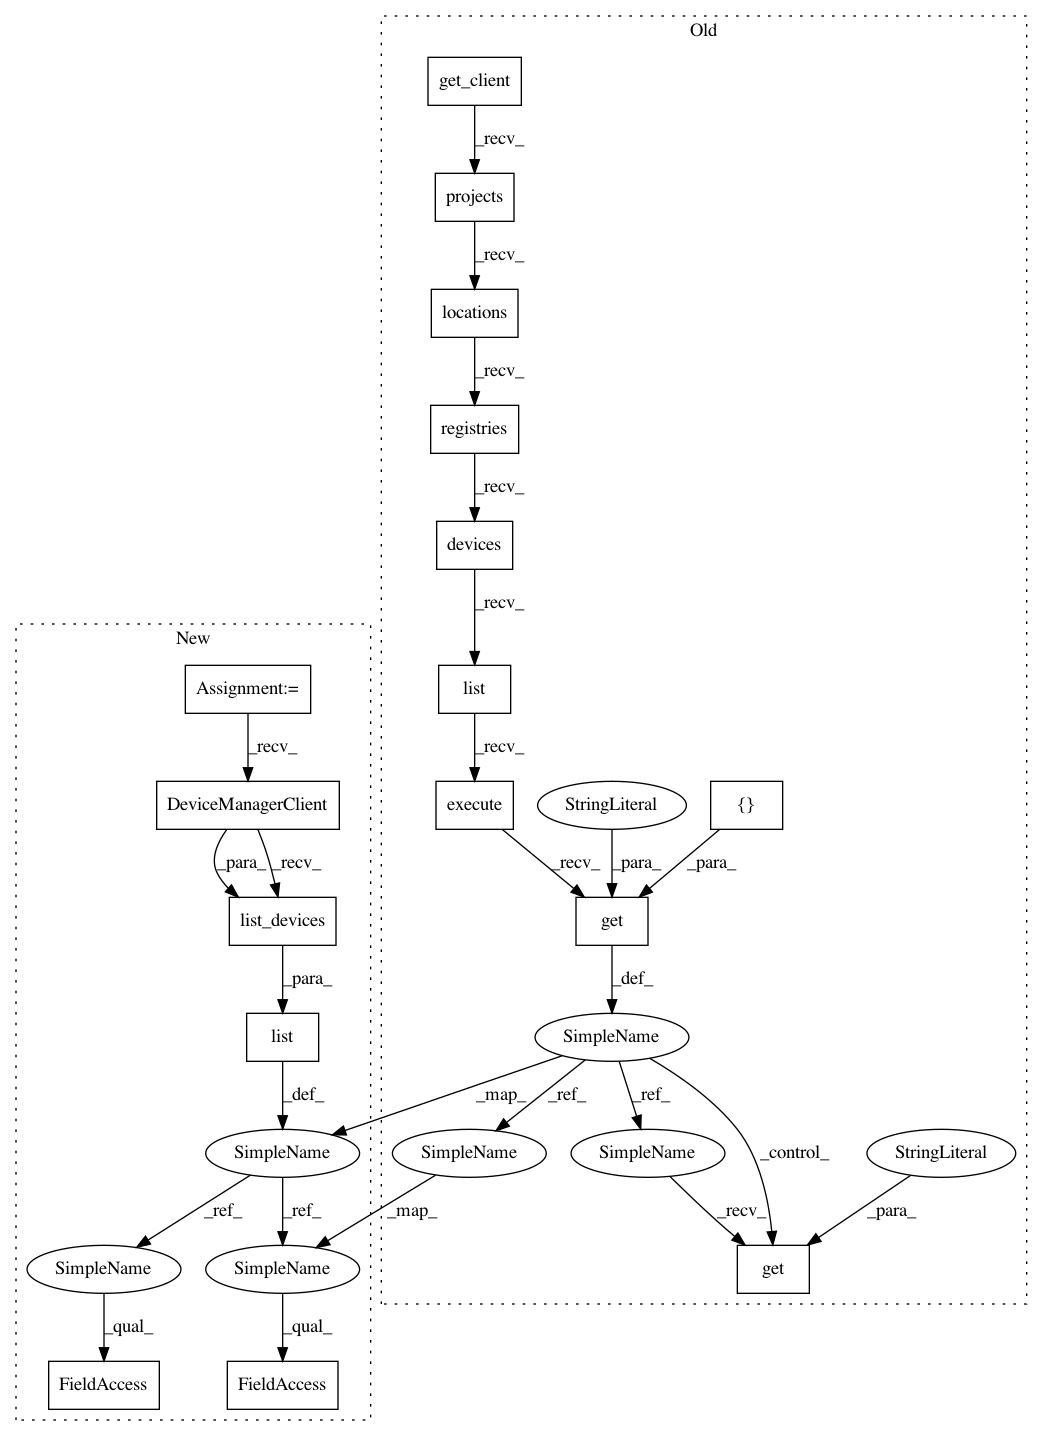 Old
get_client
_recv_
projects
_recv_
locations
_recv_
registries
_recv_
devices
_recv_
list
_recv_
execute
StringLiteral
{}
_recv_
_para_
_para_
get
_def_
SimpleName
_map_
_ref_
_ref_
_control_
SimpleName
SimpleName
StringLiteral
_map_
_recv_
_para_
get
New
Assignment:=
_recv_
DeviceManagerClient
_para_
_recv_
list_devices
_para_
list
_def_
SimpleName
_ref_
_ref_
SimpleName
SimpleName
_qual_
_qual_
FieldAccess
FieldAccess